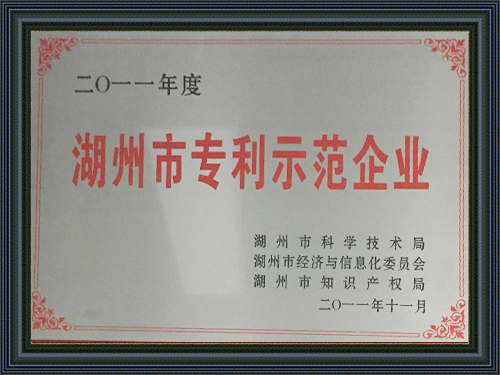 二〇一一年度
湖州市专利示范企业
湖州市科学技术局
湖州市经济与信息化委员会
湖州市知识产权局
二〇一一年十一月